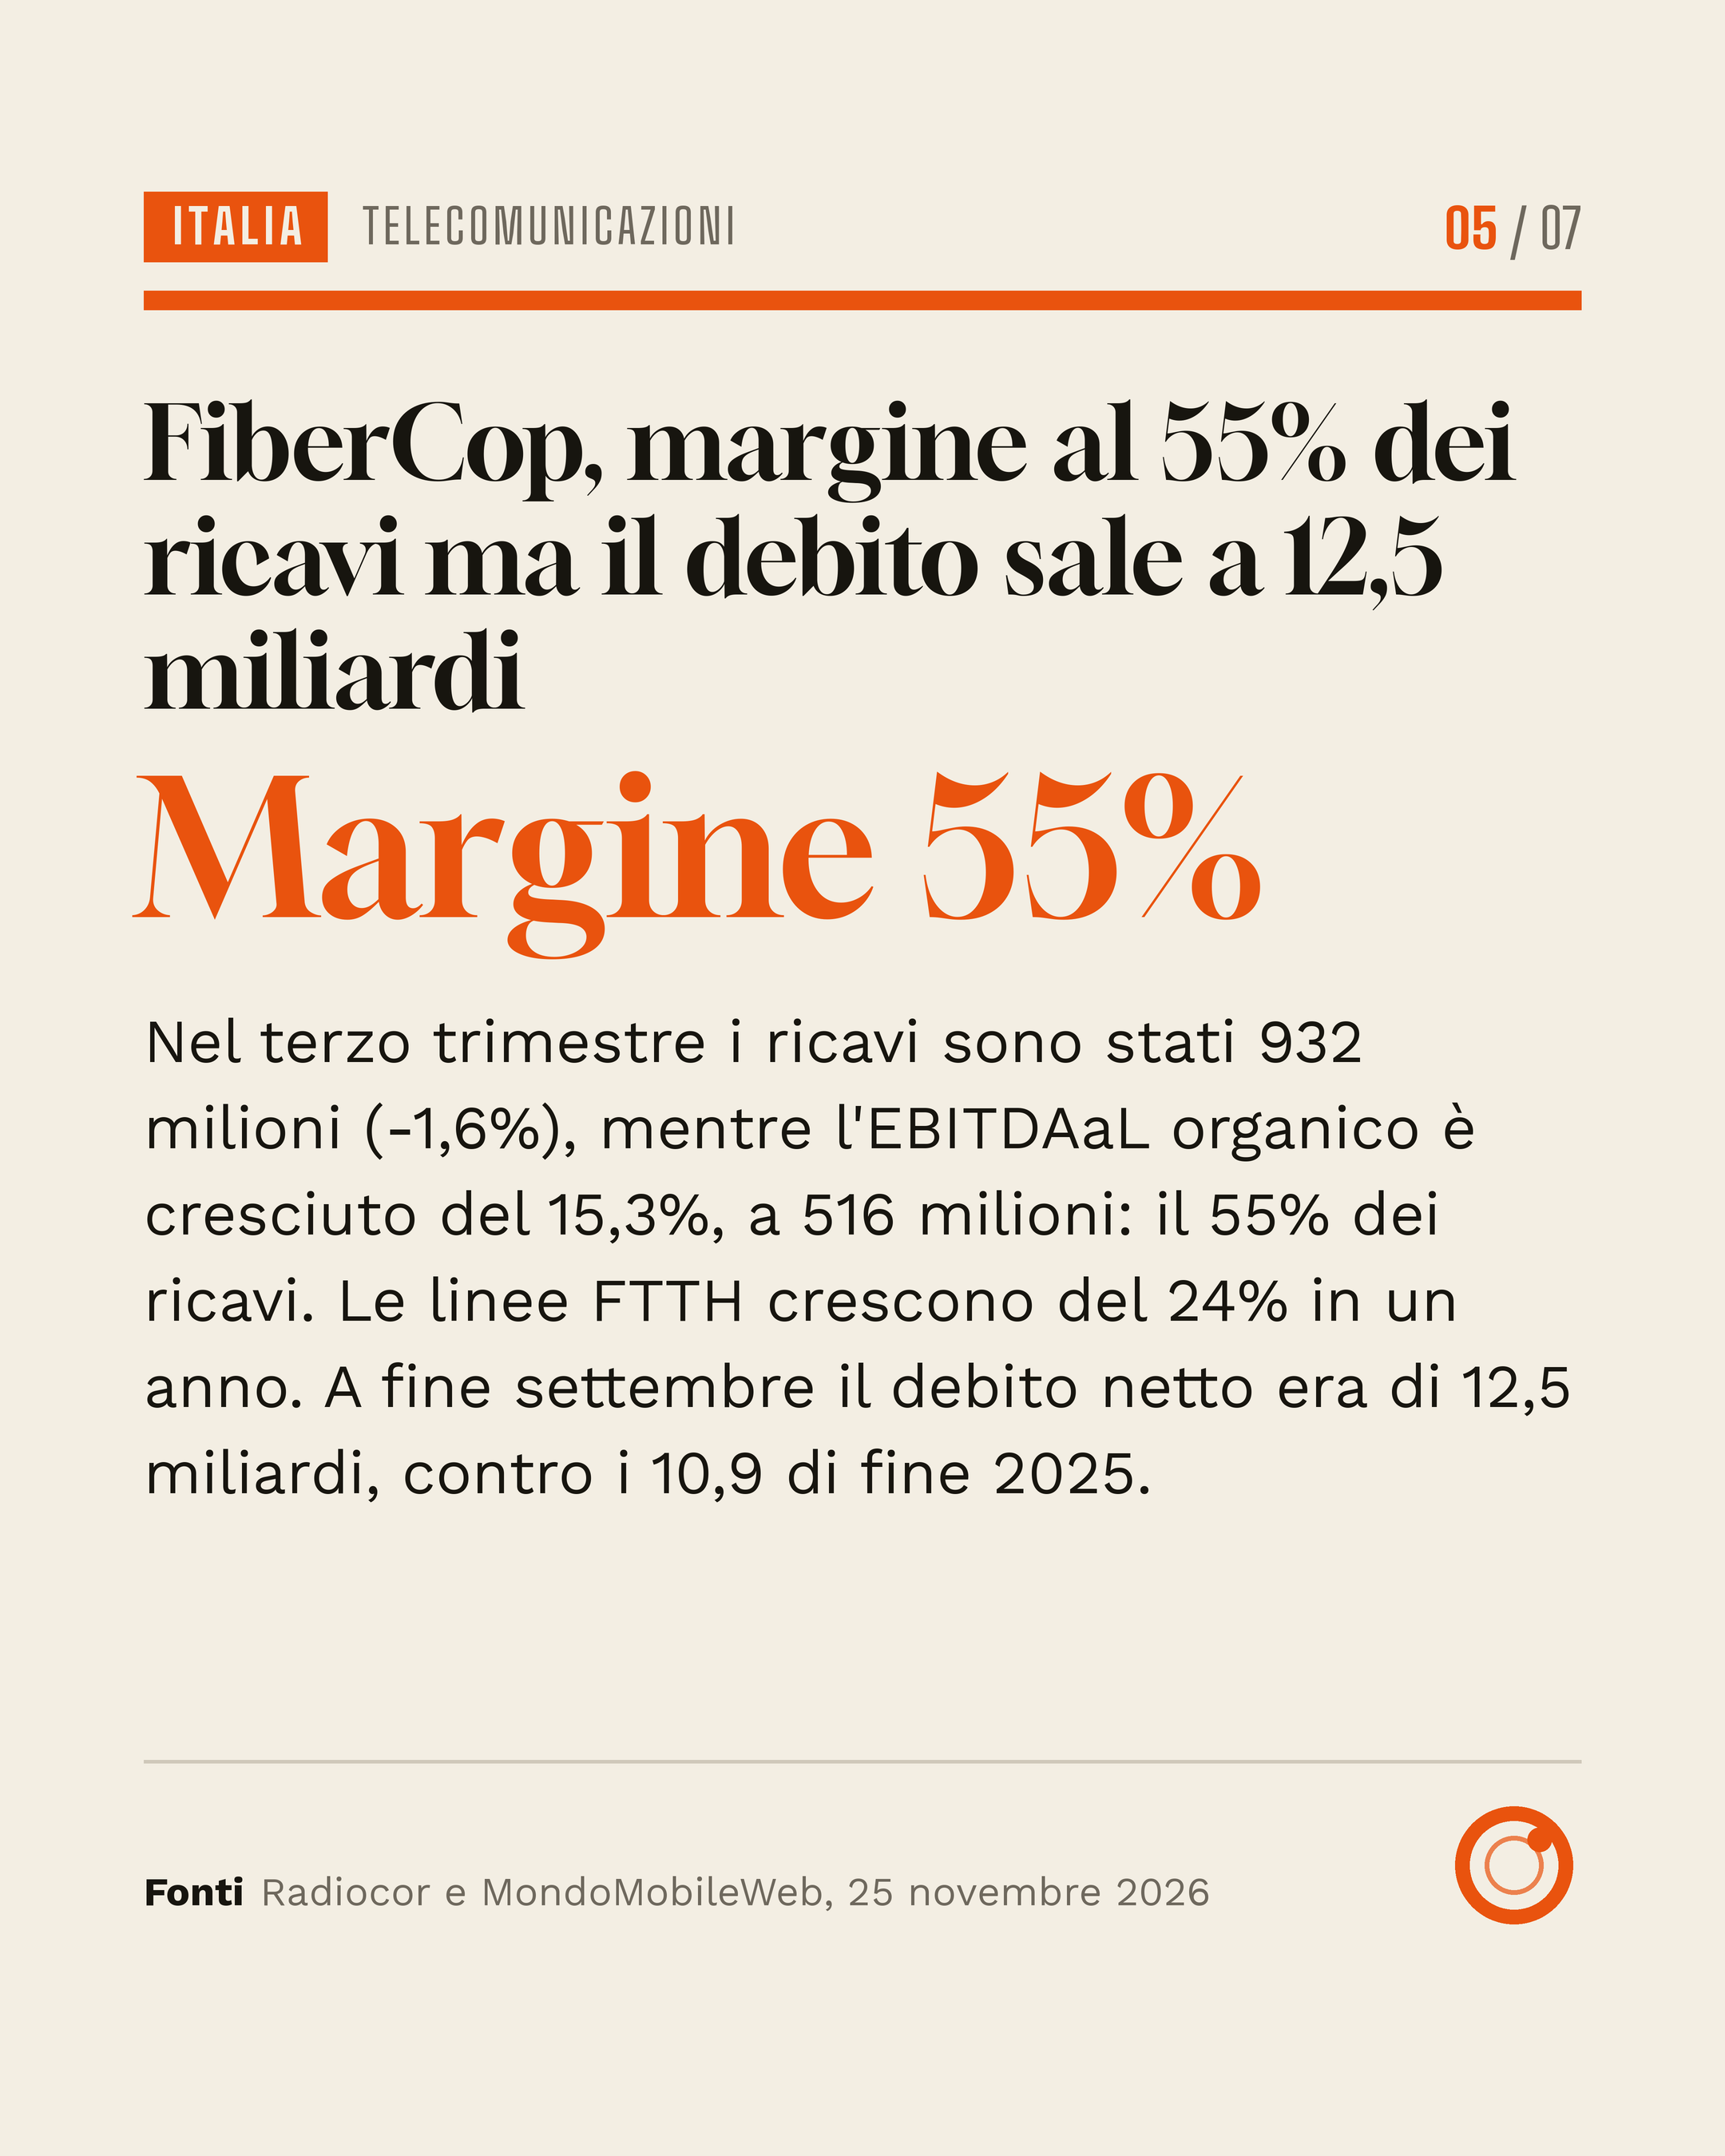 ITALIA TELECOMUNICAZIONI 05 / 07
FiberCop, margine al 55% dei
ricavi ma il debito sale a 12,5
miliardi
Margine 55%
Nel terzo trimestre i ricavi sono stati 932
milioni (-1,6%), mentre l'EBITDAaL organico è
cresciuto del 15,3%, a 516 milioni: il 55% dei
ricavi. Le linee FTTH crescono del 24% in un
anno. A fine settembre il debito netto era di 12,5
miliardi, contro i 10,9 di fine 2025.
Fonti Radiocor e MondoMobileWeb, 25 novembre 2026